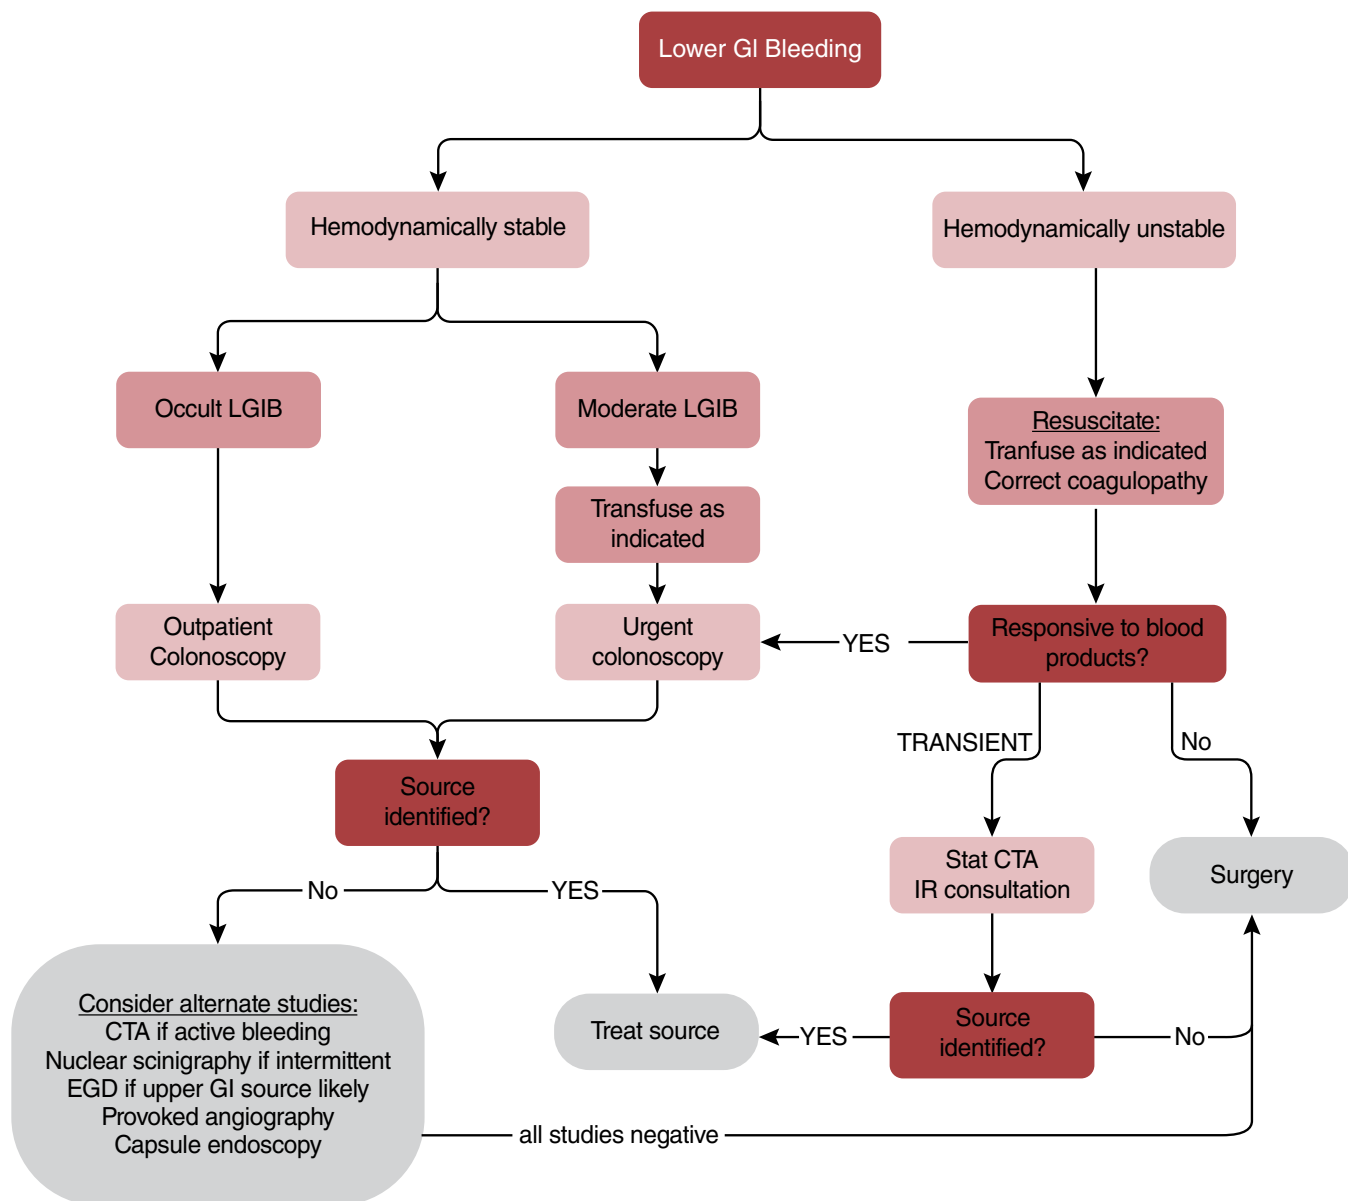 Lower GI Bleeding
Hemodynamically stable
Hemodynamically unstable
Occult LGIB
Moderate LGIB
Resuscitate:
Tranfuse as indicated
Correct coagulopathy
Transfuse as
indicated
Outpatient
Colonoscopy
Urgent
colonoscopy
YES
Responsive to blood
products?
TRANSIENT
No
Source
identified?
Stat CTA
IR consultation
Surgery
No
YES
Consider alternate studies:
CTA if active bleeding
Nuclear scinigraphy if intermittent
EGD if upper GI source likely
Provoked angiography
Capsule endoscopy
Treat source
YES
Source
identified?
No
all studies negative